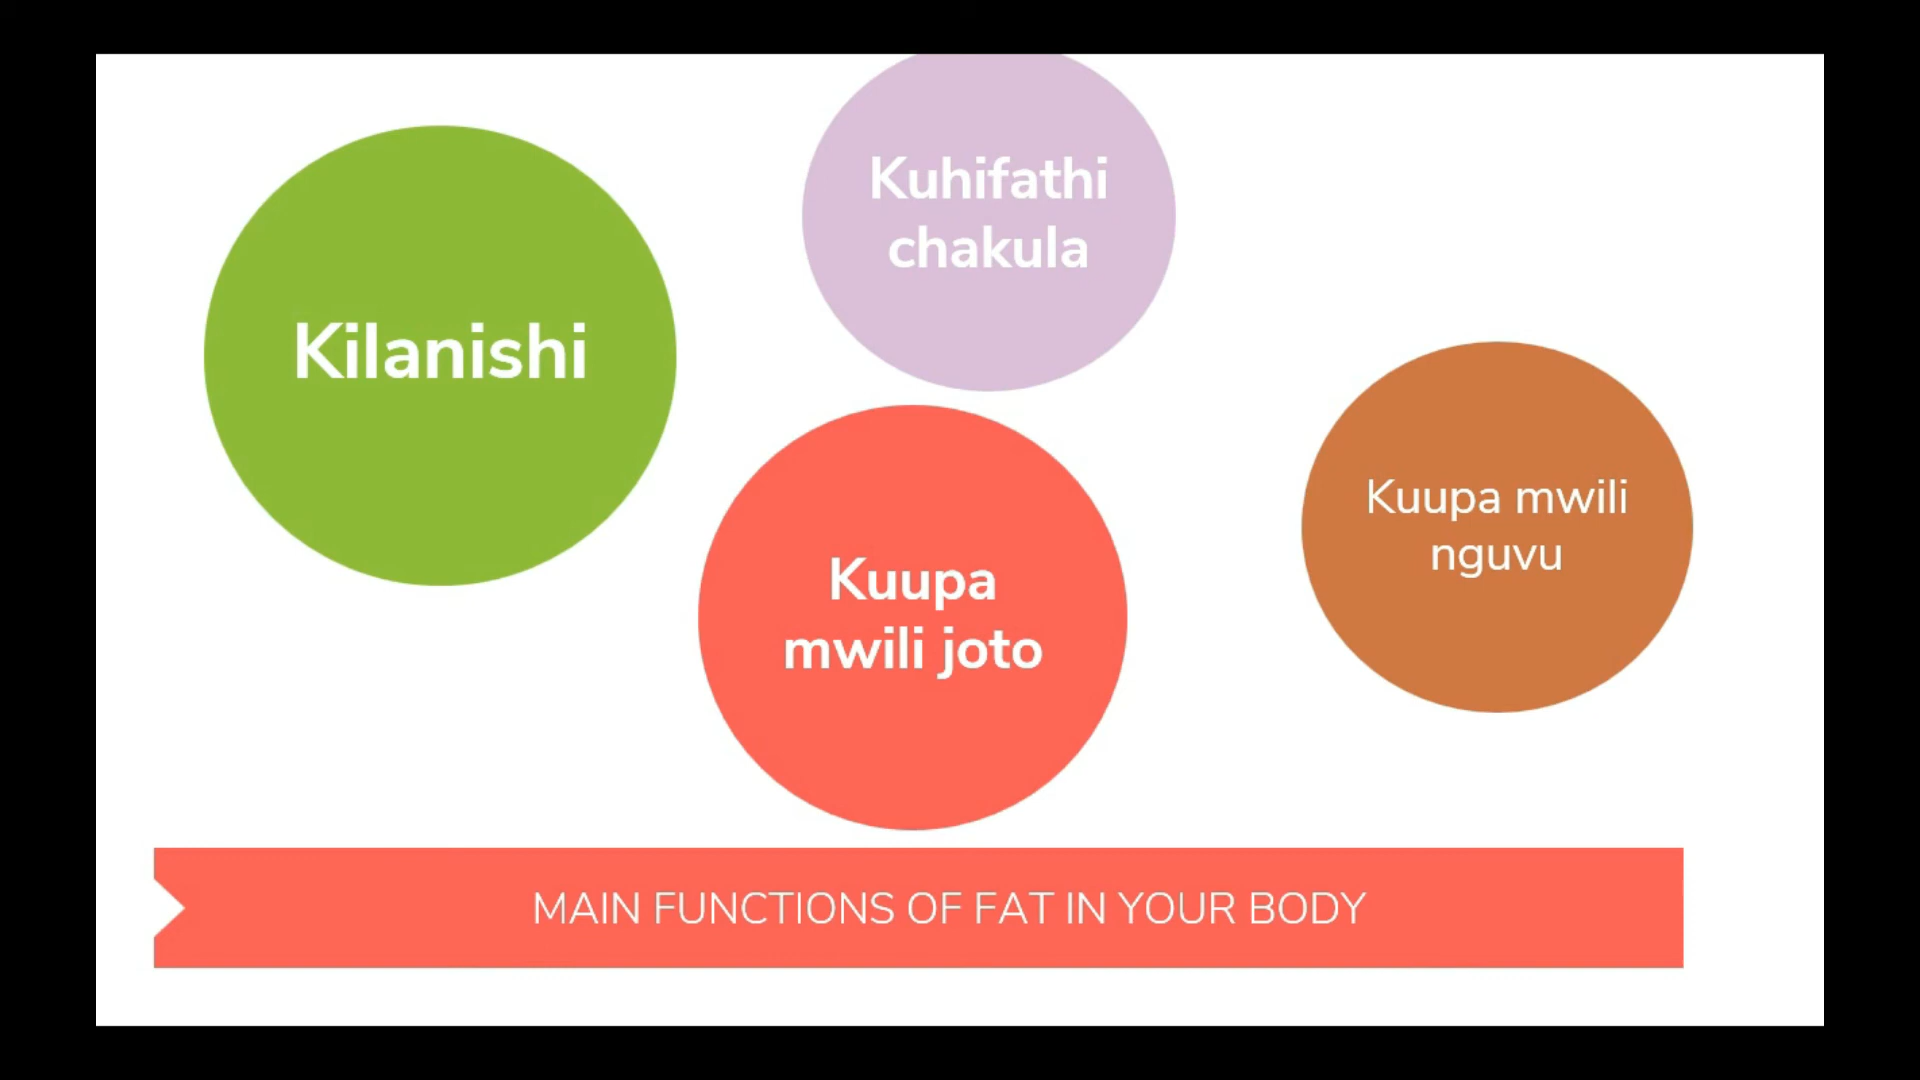 Kilanishi
Kuhifathi
chakula
Kuupa
mwili joto
Kuupa mwili
nguvu
MAIN FUNCTIONS OF FAT IN YOUR BODY